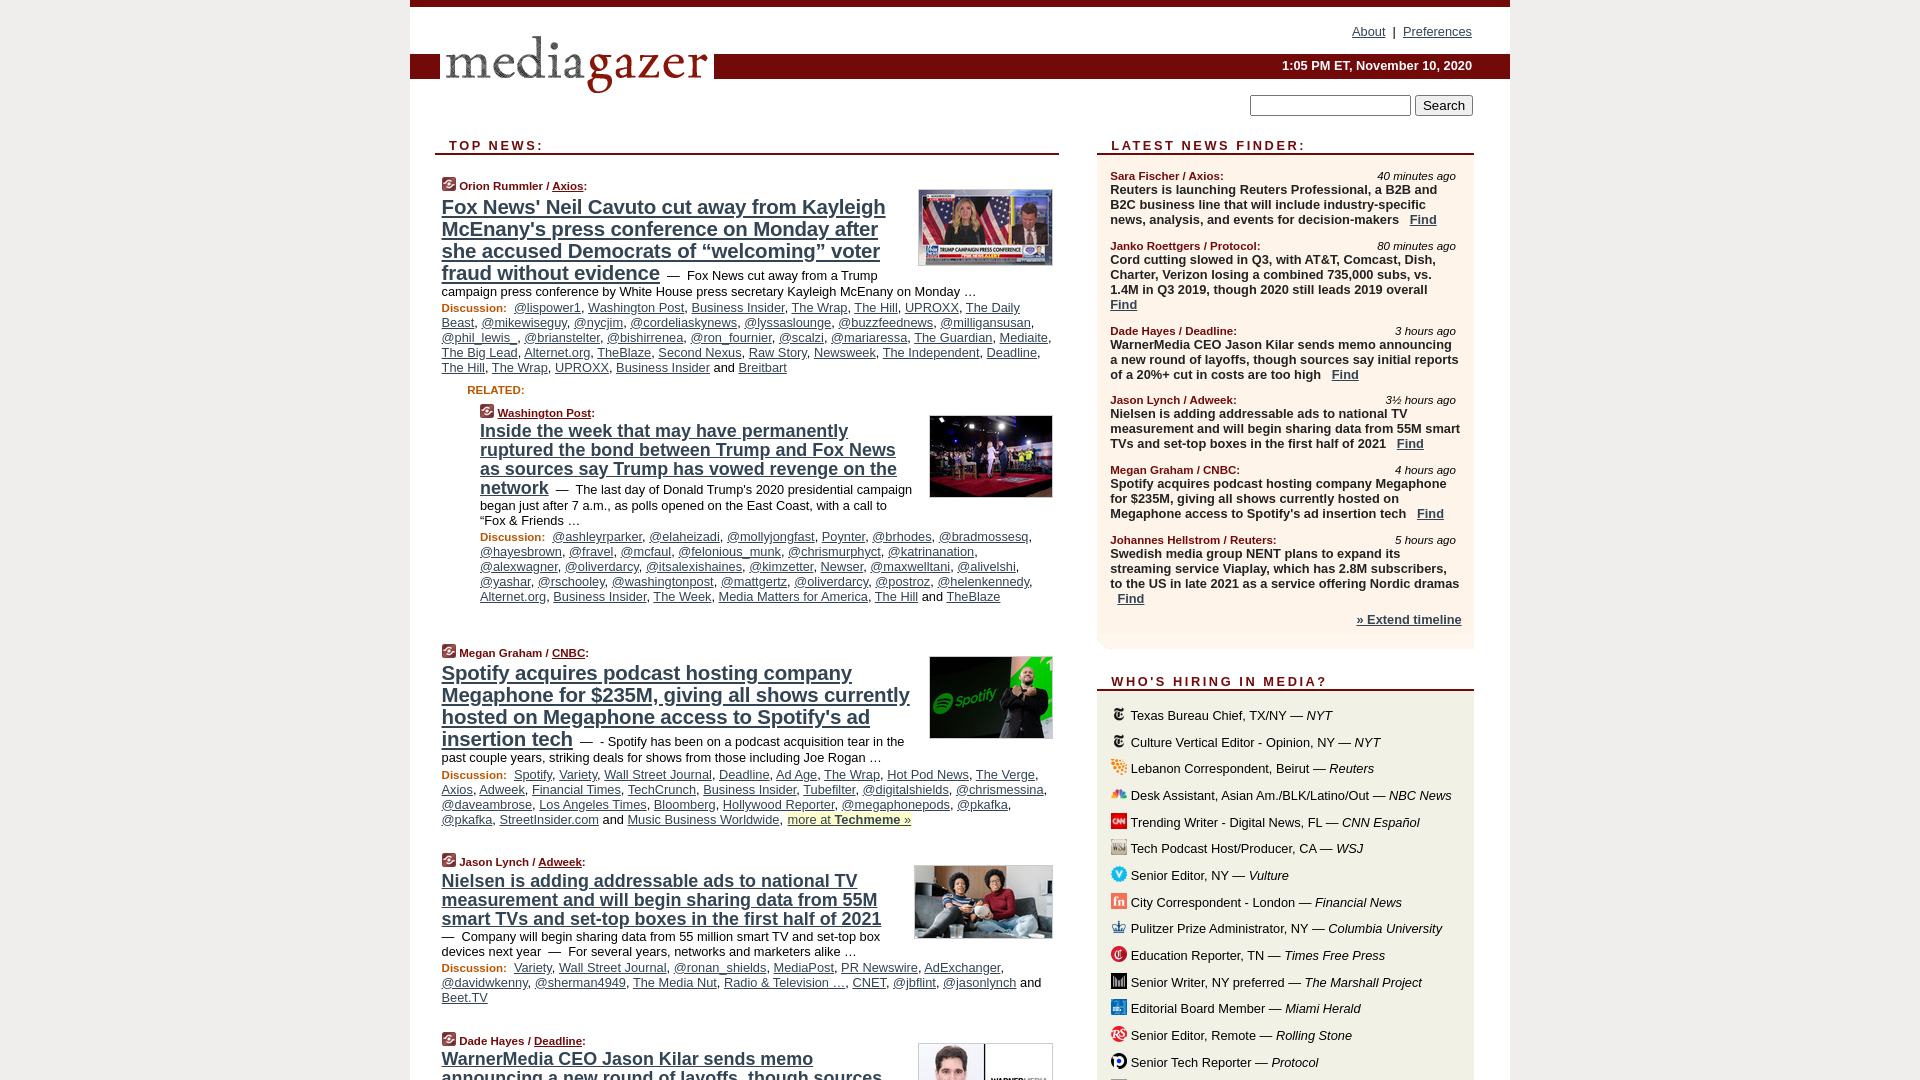 About | Preferences
mediagazer
1:05 PM ET, November 10, 2020
Search
TOP NEWS:
Orion Rummler / Axios:
Fox News' Neil Cavuto cut away from Kayleigh
McEnany's press conference on Monday after
she accused Democrats of “welcoming” voter
fraud without evidence — Fox News cut away from a Trump
campaign press conference by White House press secretary Kayleigh McEnany on Monday …
Discussion: @lispower1, Washington Post, Business Insider, The Wrap, The Hill, UPROXX, The Daily
Beast, @mikewiseguy, @nycjim, @cordeliaskynews, @lyssaslounge, @buzzfeednews, @milligansusan,
@phil_lewis_, @brianstelter, @bishirrenea, @ron_fournier, @scalzi, @mariaressa, The Guardian, Mediaite,
The Big Lead, Alternet.org, TheBlaze, Second Nexus, Raw Story, Newsweek, The Independent, Deadline,
The Hill, The Wrap, UPROXX, Business Insider and Breitbart
TRUMP CAMPAIGN PRESS CONFERENCE
RELATED:
Washington Post:
Inside the week that may have permanently
ruptured the bond between Trump and Fox News
as sources say Trump has vowed revenge on the
network — The last day of Donald Trump's 2020 presidential campaign
began just after 7 a.m., as polls opened on the East Coast, with a call to
“Fox & Friends …
Discussion: @ashleyrparker, @elaheizadi, @mollyjongfast, Poynter, @brhodes, @bradmossesq,
@hayesbrown, @fravel, @mcfaul, @felonious_munk, @chrismurphyct, @katrinanation,
@alexwagner, @oliverdarcy, @itsalexishaines, @kimzetter, Newser, @maxwelltani, @alivelshi,
@yashar, @rschooley, @washingtonpost, @mattgertz, @oliverdarcy, @postroz, @helenkennedy,
Alternet.org, Business Insider, The Week, Media Matters for America, The Hill and TheBlaze
Megan Graham / CNBC:
Spotify acquires podcast hosting company
Megaphone for $235M, giving all shows currently
hosted on Megaphone access to Spotify's ad
insertion tech — - Spotify has been on a podcast acquisition tear in the
past couple years, striking deals for shows from those including Joe Rogan …
Discussion: Spotify, Variety, Wall Street Journal, Deadline, Ad Age, The Wrap, Hot Pod News, The Verge,
Axios, Adweek, Financial Times, TechCrunch, Business Insider, Tubefilter, @digitalshields, @chrismessina,
@daveambrose, Los Angeles Times, Bloomberg, Hollywood Reporter, @megaphonepods, @pkafka,
@pkafka, StreetInsider.com and Music Business Worldwide, more at Techmeme »
Spotify
Jason Lynch / Adweek:
Nielsen is adding addressable ads to national TV
measurement and will begin sharing data from 55M
smart TVs and set-top boxes in the first half of 2021
— Company will begin sharing data from 55 million smart TV and set-top box
devices next year — For several years, networks and marketers alike …
Discussion: Variety, Wall Street Journal, @ronan_shields, MediaPost, PR Newswire, AdExchanger,
@davidwkenny, @sherman4949, The Media Nut, Radio & Television …, CNET, @jbflint, @jasonlynch and
Beet.TV
Dade Hayes / Deadline:
WarnerMedia CEO Jason Kilar sends memo
announcing a new round of layoffs, though sources
LATEST NEWS FINDER:
Sara Fischer / Axios: 40 minutes ago
Reuters is launching Reuters Professional, a B2B and
B2C business line that will include industry-specific
news, analysis, and events for decision-makers Find
Janko Roettgers / Protocol: 80 minutes ago
Cord cutting slowed in Q3, with AT&T, Comcast, Dish,
Charter, Verizon losing a combined 735,000 subs, vs.
1.4M in Q3 2019, though 2020 still leads 2019 overall
Find
Dade Hayes / Deadline: 3 hours ago
WarnerMedia CEO Jason Kilar sends memo announcing
a new round of layoffs, though sources say initial reports
of a 20%+ cut in costs are too high Find
Jason Lynch / Adweek: 3½ hours ago
Nielsen is adding addressable ads to national TV
measurement and will begin sharing data from 55M smart
TVs and set-top boxes in the first half of 2021 Find
Megan Graham / CNBC: 4 hours ago
Spotify acquires podcast hosting company Megaphone
for $235M, giving all shows currently hosted on
Megaphone access to Spotify's ad insertion tech Find
Johannes Hellstrom / Reuters: 5 hours ago
Swedish media group NENT plans to expand its
streaming service Viaplay, which has 2.8M subscribers,
to the US in late 2021 as a service offering Nordic dramas
Find
» Extend timeline
WHO'S HIRING IN MEDIA?
Texas Bureau Chief, TX/NY — NYT
Culture Vertical Editor - Opinion, NY — NYT
Lebanon Correspondent, Beirut — Reuters
Desk Assistant, Asian Am./BLK/Latino/Out — NBC News
Trending Writer - Digital News, FL — CNN Español
Tech Podcast Host/Producer, CA — WSJ
Senior Editor, NY — Vulture
City Correspondent - London — Financial News
Pulitzer Prize Administrator, NY — Columbia University
Education Reporter, TN — Times Free Press
Senior Writer, NY preferred — The Marshall Project
Editorial Board Member — Miami Herald
Senior Editor, Remote — Rolling Stone
Senior Tech Reporter — Protocol